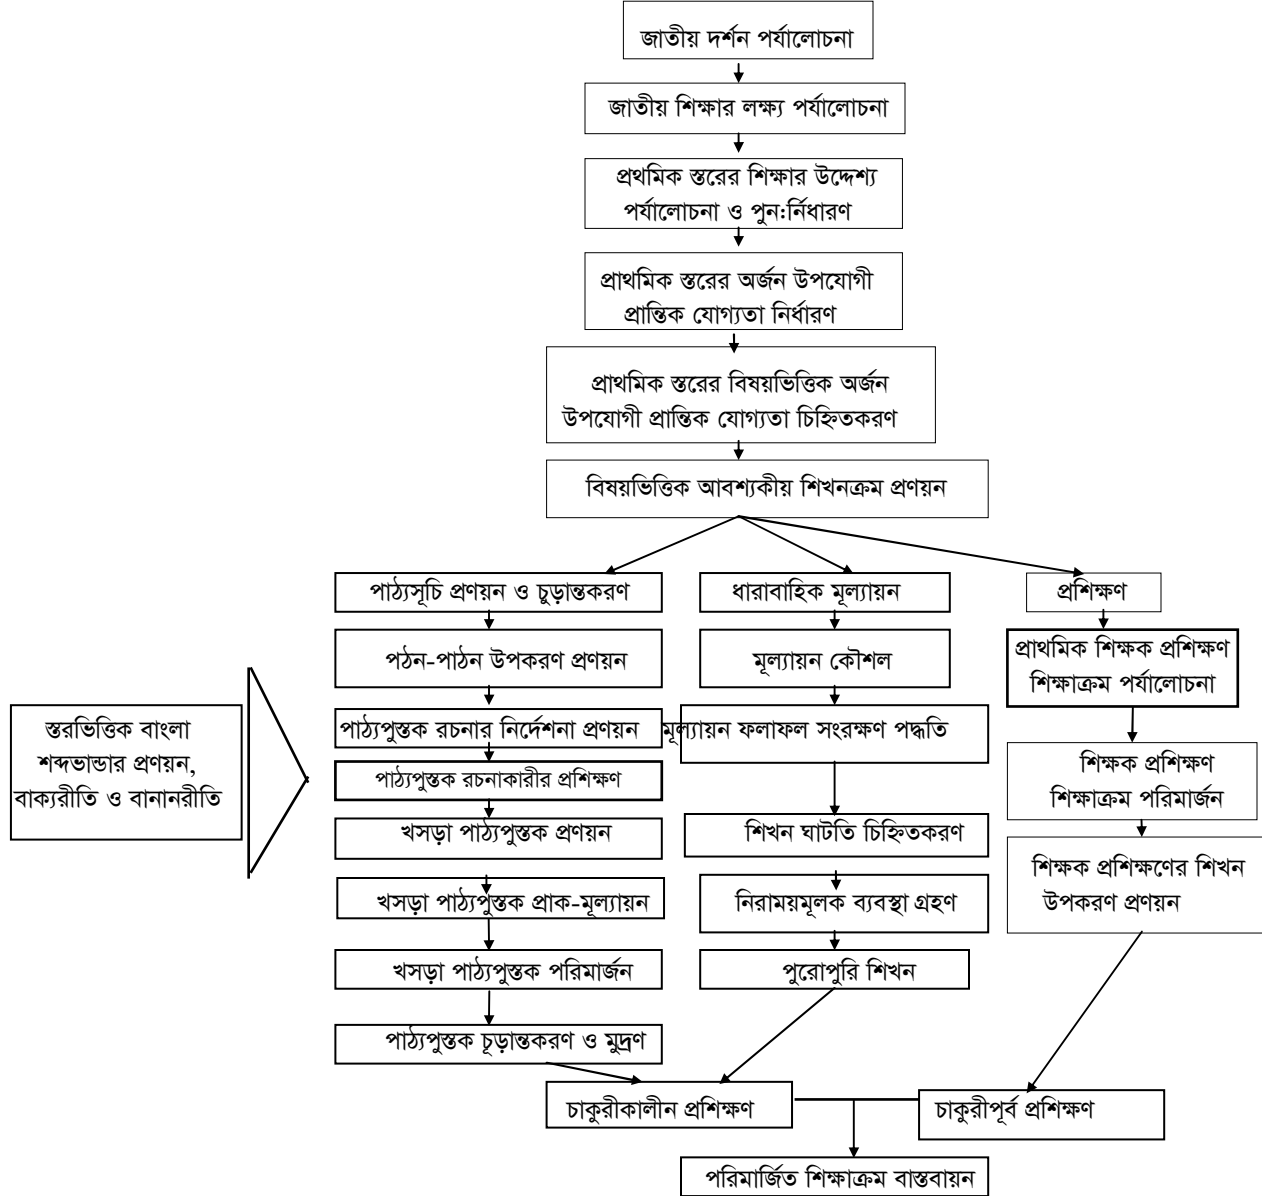 জাতীয় দর্শন পর্যালোচনা
জাতীয় শিক্ষার লক্ষ্য পর্যালোচনা
প্রথমিক স্তরের শিক্ষার উদ্দেশ্য
পর্যালোচনা ও পুন:র্নিধারণ
প্রাথমিক স্তরের অর্জন উপযোগী
প্রান্তিক যোগ্যতা নির্ধারণ
প্রাথমিক স্তরের বিষয়ভিত্তিক অর্জন
উপযোগী প্রান্তিক যোগ্যতা চিহ্নিতকরণ
বিষয়ভিত্তিক আবশ্যকীয় শিখনক্রম প্রণয়ন
পাঠ্যসূচি প্রণয়ন ও চুড়ান্তকরণ
পঠন-পাঠন উপকরণ প্রণয়ন
পাঠ্যপুস্তক রচনার নির্দেশনা প্রণয়ন
পাঠ্যপুস্তক রচনাকারীর প্রশিক্ষণ
খসড়া পাঠ্যপুস্তক প্রণয়ন
খসড়া পাঠ্যপুস্তক প্রাক-মূল্যায়ন
খসড়া পাঠ্যপুস্তক পরিমার্জন
পাঠ্যপুস্তক চূড়ান্তকরণ ও মুদ্রণ
স্তরভিত্তিক বাংলা
শব্দভান্ডার প্রণয়ন,
বাক্যরীতি ও বানানরীতি
ধারাবাহিক মূল্যায়ন
মূল্যায়ন কৌশল
মূল্যায়ন ফলাফল সংরক্ষণ পদ্ধতি
শিখন ঘাটতি চিহ্নিতকরণ
নিরাময়মূলক ব্যবস্থা গ্রহণ
পুরোপুরি শিখন
প্রশিক্ষণ
প্রাথমিক শিক্ষক প্রশিক্ষণ
শিক্ষাক্রম পর্যালোচনা
শিক্ষক প্রশিক্ষণ
শিক্ষাক্রম পরিমার্জন
শিক্ষক প্রশিক্ষণের শিখন
উপকরণ প্রণয়ন
চাকুরীকালীন প্রশিক্ষণ
চাকুরীপূর্ব প্রশিক্ষণ
পরিমার্জিত শিক্ষাক্রম বাস্তবায়ন